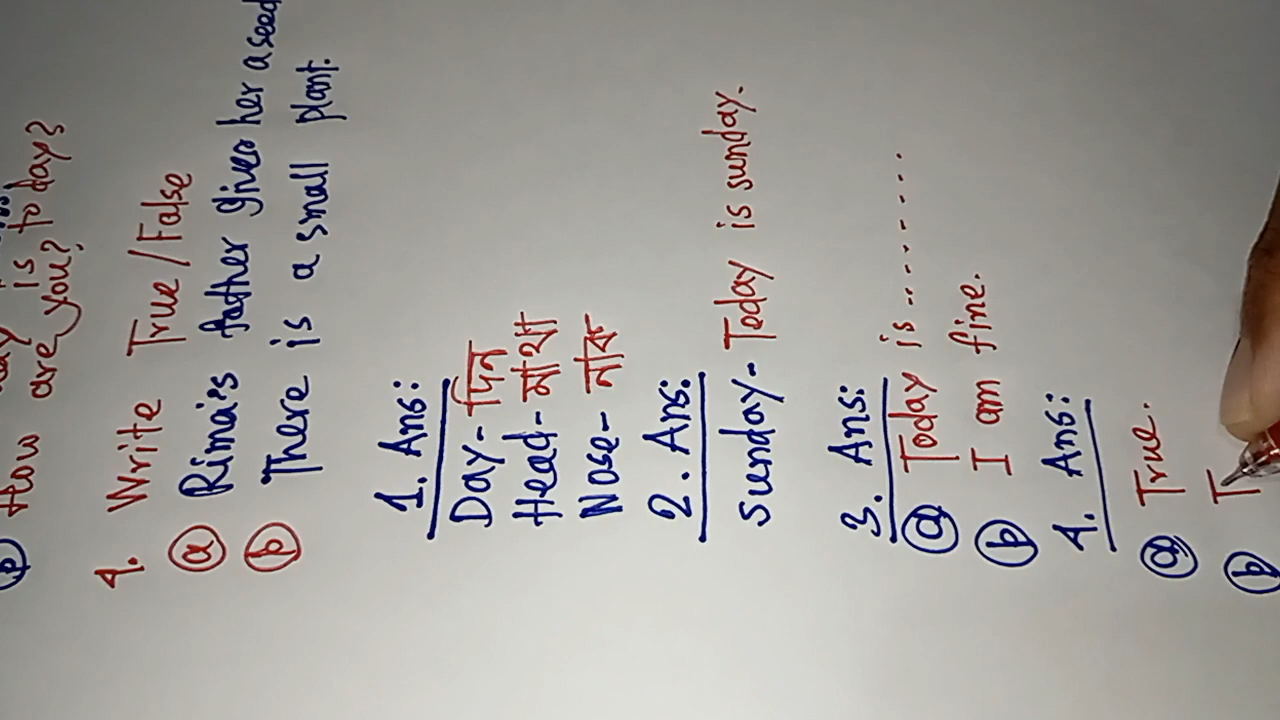 ⓑ How are you?
is today?
4. Write True/False
ⓐ Rima's father gives her a seed
ⓑ There is a small plant.
1. Ans:
Day- দিন
Head- মাথা
Nose- নাক
2. Ans:
Sunday- Today is sunday.
3. Ans:
ⓐ Today is.........
ⓑ I am fine.
4. Ans:
ⓐ True.
ⓑ T